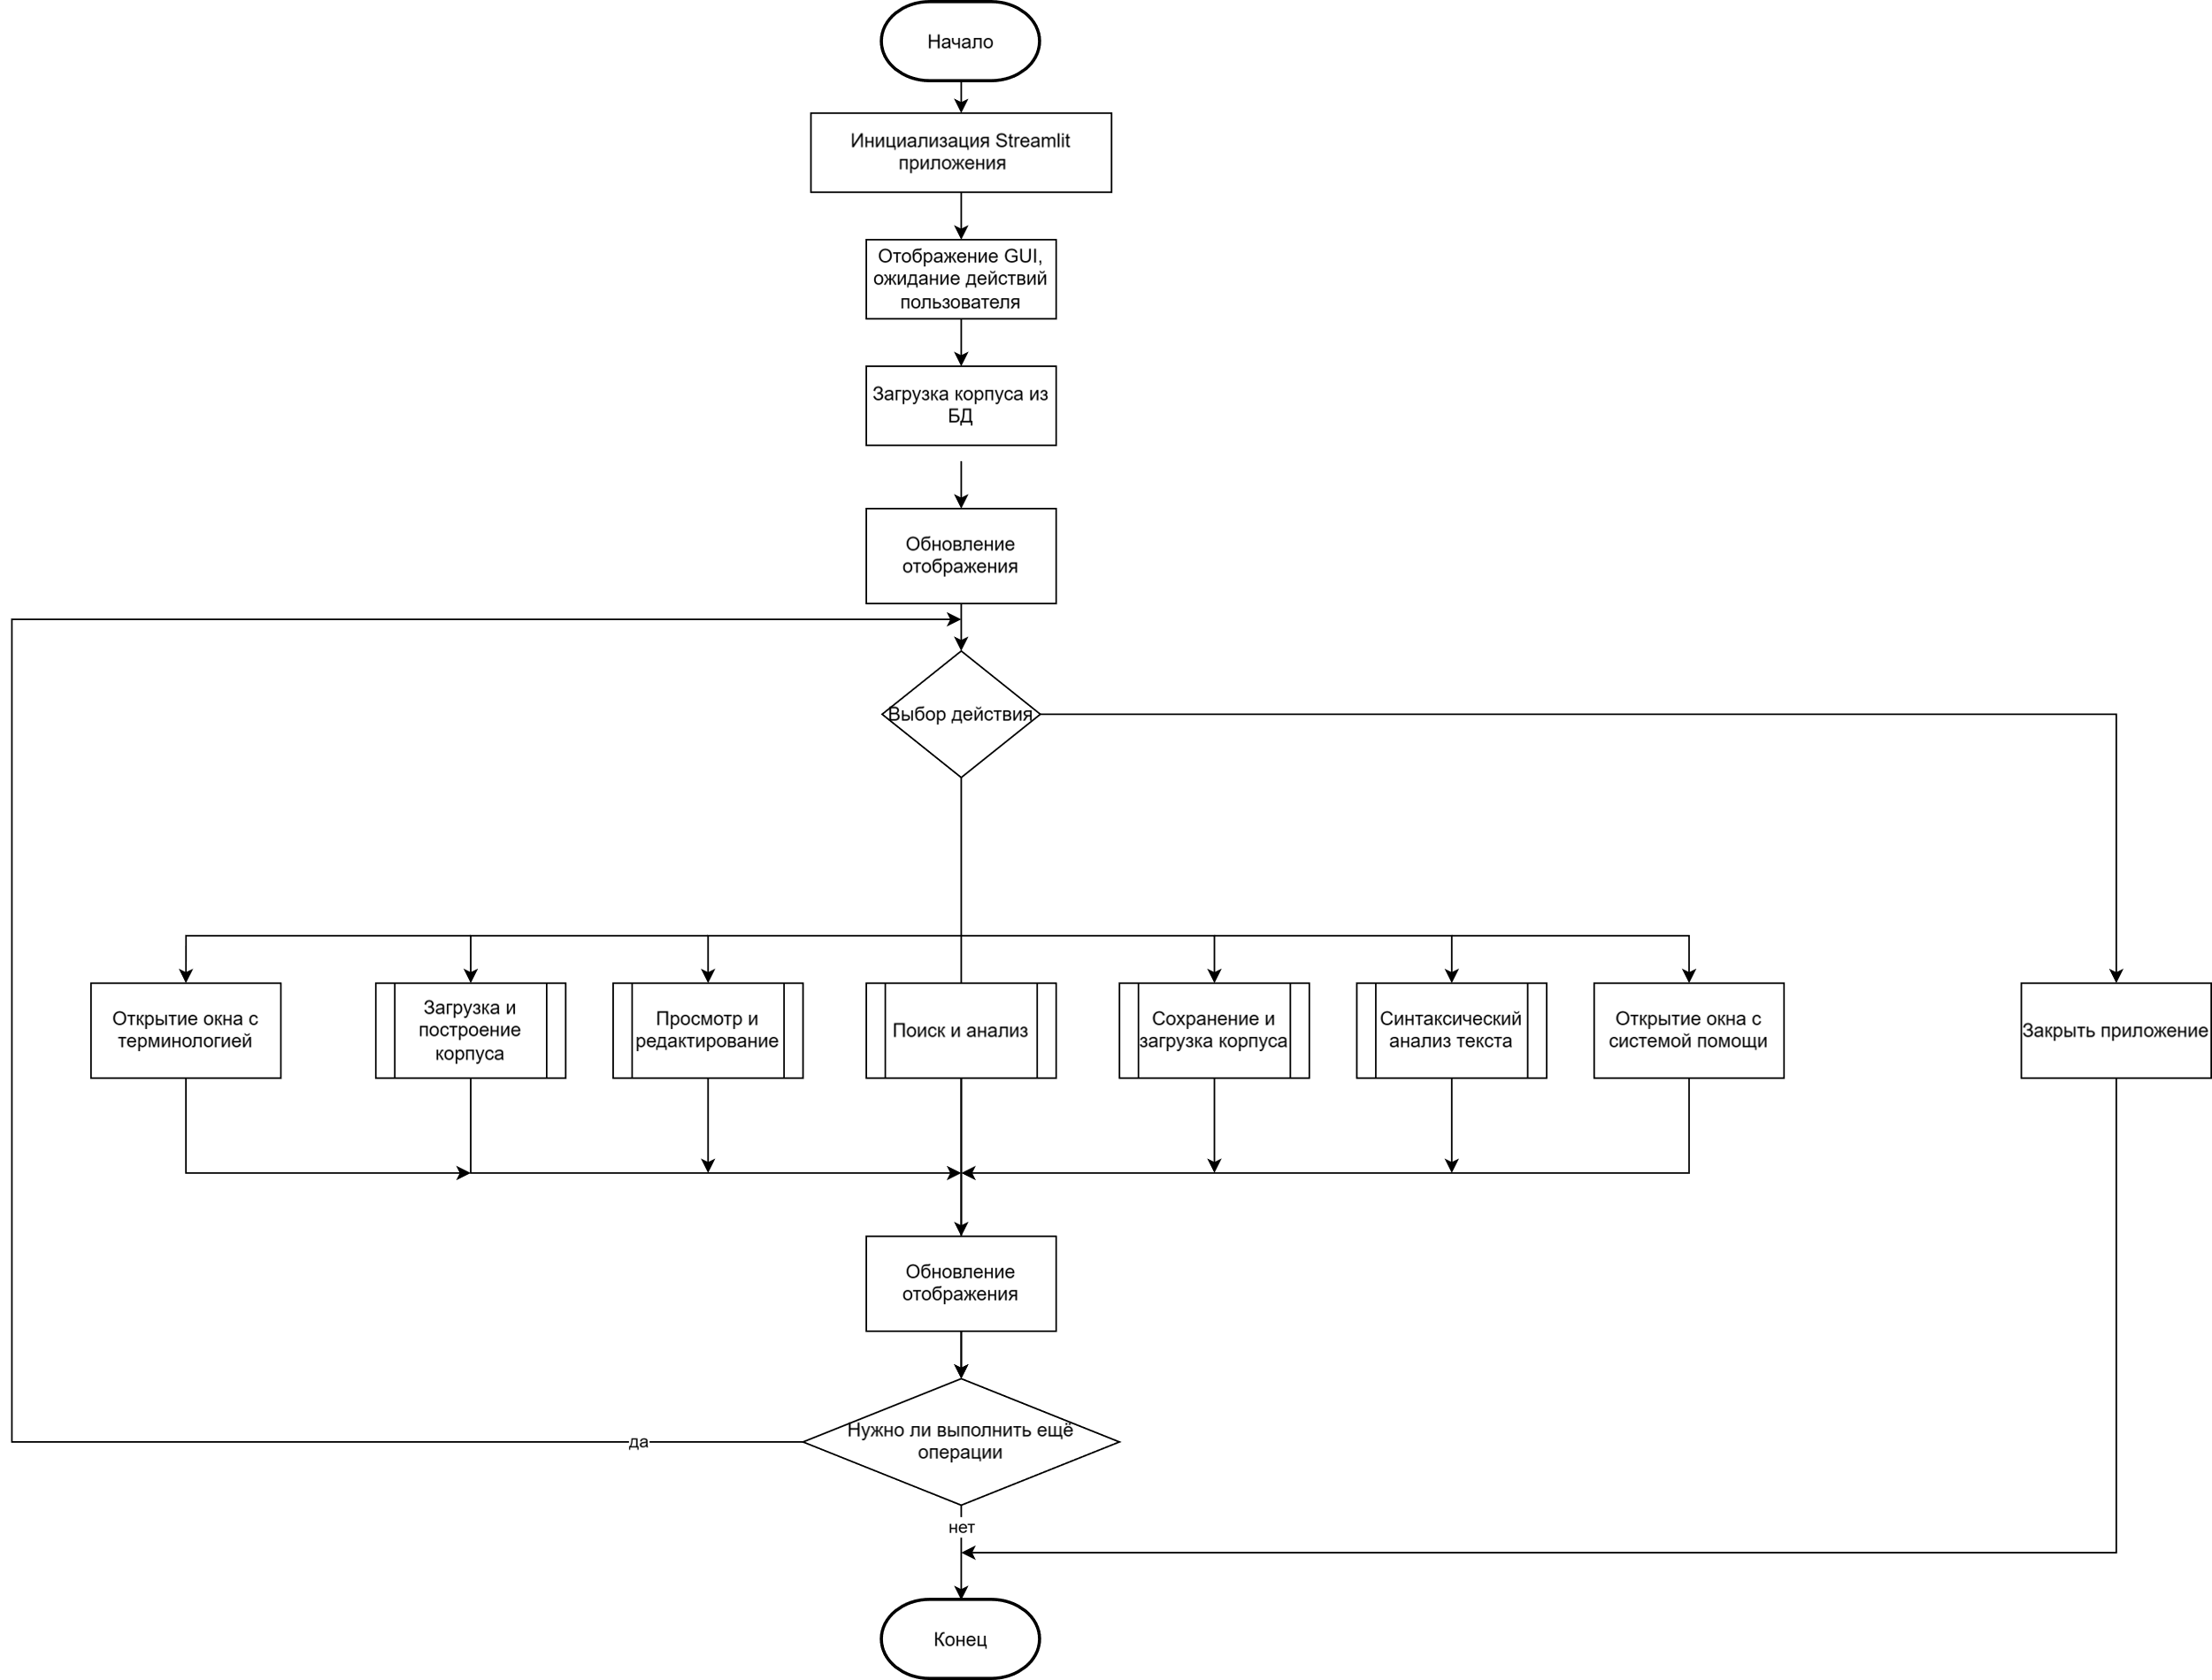 Начало
Инициализация Streamlit
приложения
Отображение GUI,
ожидание действий
пользователя
Загрузка корпуса из
БД
Обновление
отображения
Выбор действия
Открытие окна с
терминологией
Загрузка и
построение
корпуса
Просмотр и
редактирование
Поиск и анализ
Сохранение и
загрузка корпуса
Синтаксический
анализ текста
Открытие окна с
системой помощи
Закрыть приложение
Обновление
отображения
Нужно ли выполнить ещё
операции
да
нет
Конец